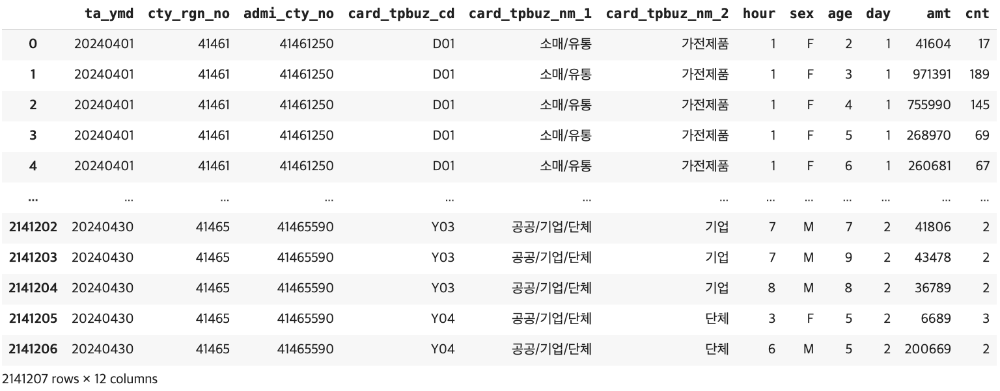 ta_ymd cty_rgn_no admi_cty_no card_tpbuz_cd card_tpbuz_nm_1 card_tpbuz_nm_2 hour sex age day amt cnt
0 20240401 41461 41461250 D01 소매/유통 가전제품 1 F 2 1 41604 17
1 20240401 41461 41461250 D01 소매/유통 가전제품 1 F 3 1 971391 189
2 20240401 41461 41461250 D01 소매/유통 가전제품 1 F 4 1 755990 145
3 20240401 41461 41461250 D01 소매/유통 가전제품 1 F 5 1 268970 69
4 20240401 41461 41461250 D01 소매/유통 가전제품 1 F 6 1 260681 67
... ... ... ... ... ... ... ... ... ... ... ... ...
2141202 20240430 41465 41465590 Y03 공공/기업/단체 기업 7 M 7 2 41806 2
2141203 20240430 41465 41465590 Y03 공공/기업/단체 기업 7 M 9 2 43478 2
2141204 20240430 41465 41465590 Y03 공공/기업/단체 기업 8 M 8 2 36789 2
2141205 20240430 41465 41465590 Y04 공공/기업/단체 단체 3 F 5 2 6689 3
2141206 20240430 41465 41465590 Y04 공공/기업/단체 단체 6 M 5 2 200669 2
2141207 rows × 12 columns